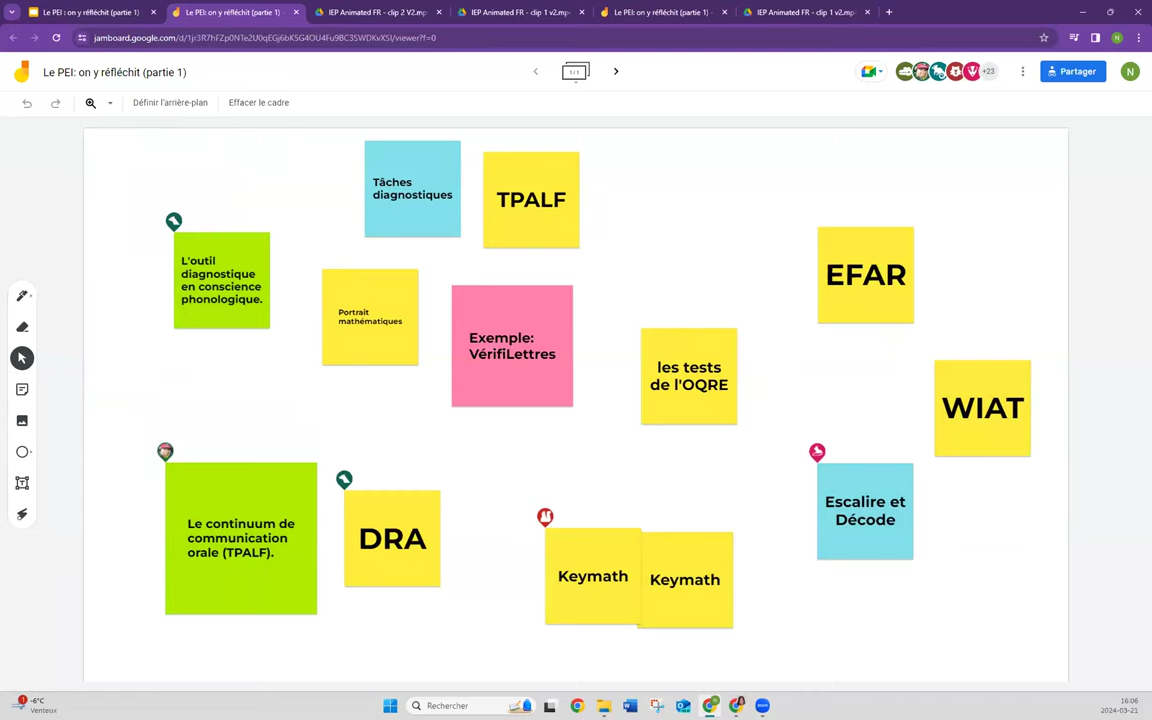 Le PEI: on y réfléchit (partie 1)
Le PEI: on y réfléchit (partie 1)
IEP Animated FR - clip 2 V2.mp
IEP Animated FR - clip 1 v2.mp
Le PEI: on y réfléchit (partie 1)
IEP Animated FR - clip 1 V2.mp
jamboard.google.com/d/1jr3R7hFZp0NTe2U0qEGj6bK5G4OU4Fu9BC3SWDKvXSI/viewer?f=0
N
Le PEI: on y réfléchit (partie 1)
1/1
+23
Partager
N
Définir l'arrière-plan
Effacer le cadre
Tâches
diagnostiques
TPALF
L'outil
diagnostique
en conscience
phonologique.
EFAR
Portrait
mathématiques
Exemple:
VérifiLettres
les tests
de l'OQRE
WIAT
Le continuum de
communication
orale (TPALF).
DRA
Keymath
Keymath
Escalire et
Décode
1
-6°C
Venteux
Rechercher
16:06
2024-03-21